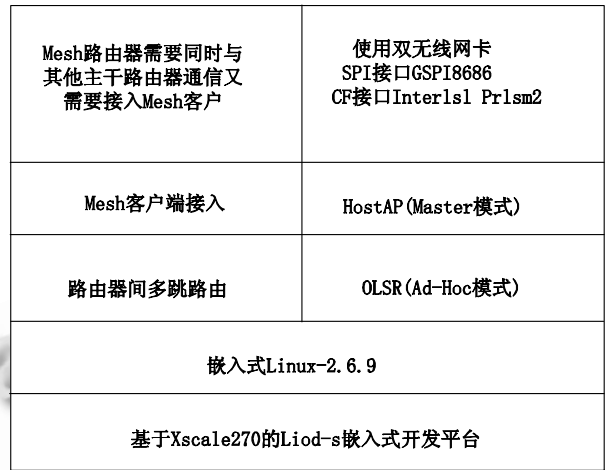 Mesh路由器需要同时与
其他主干路由器通信又
需要接入Mesh客户
使用双无线网卡
SPI接口GSPI8686
CF接口Interlsl Prlsm2
Mesh客户端接入
HostAP(Master模式)
路由器间多跳路由
OLSR(Ad-Hoc模式)
嵌入式Linux-2.6.9
基于Xscale270的Liod-s嵌入式开发平台